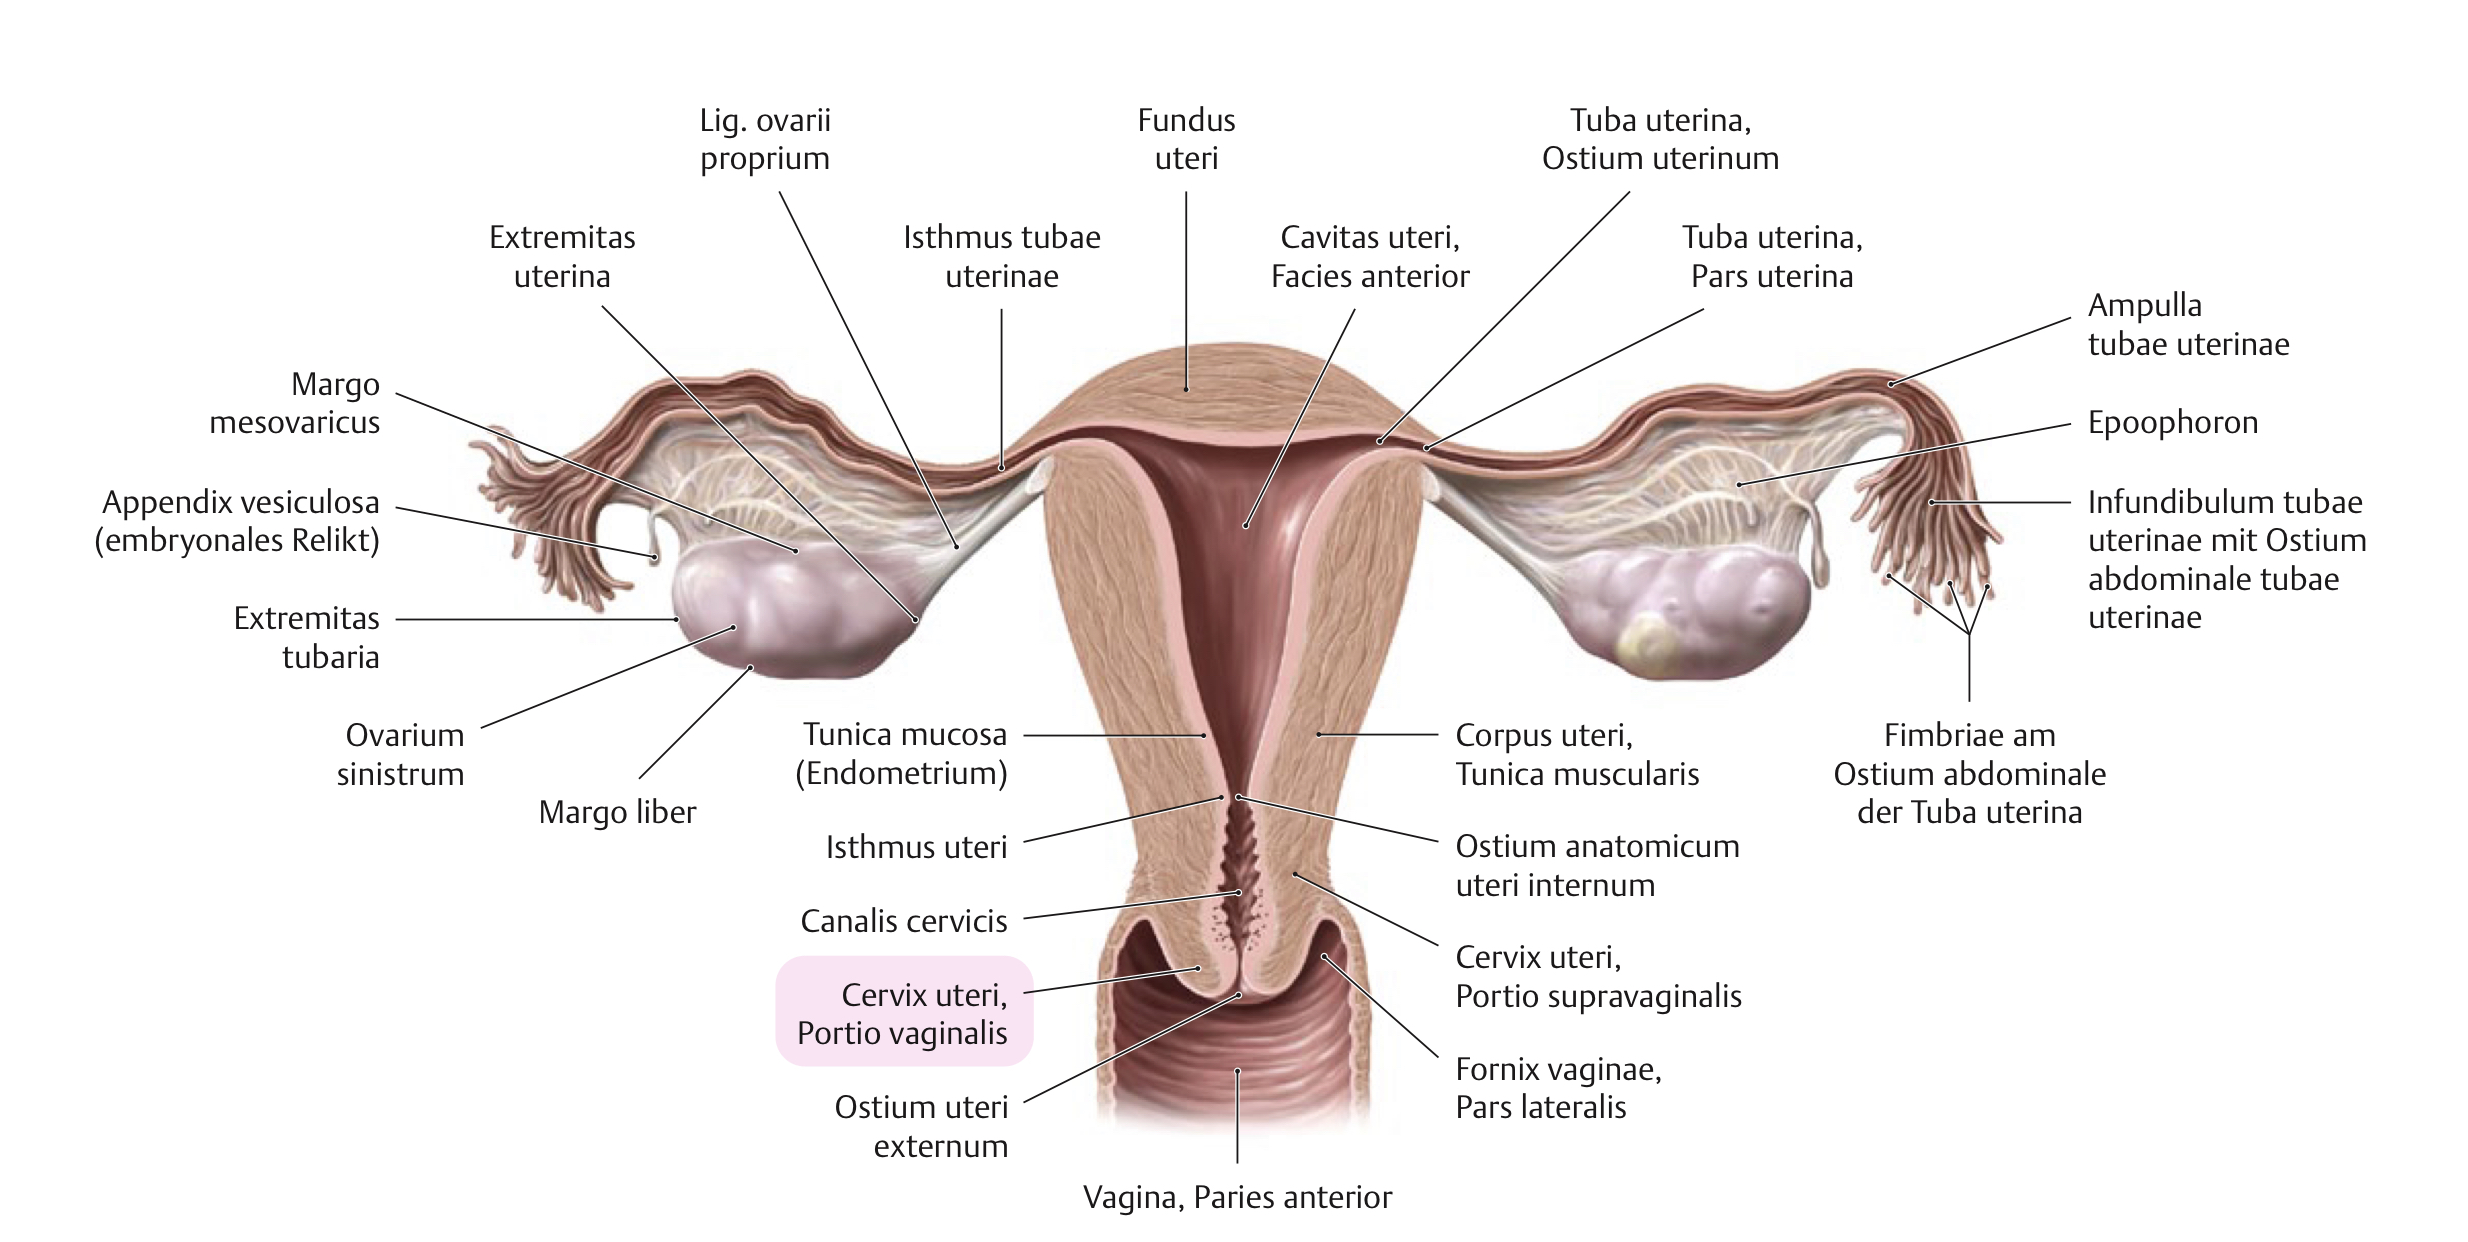 Lig. ovarii
proprium
Fundus
uteri
Tuba uterina,
Ostium uterinum
Extremitas
uterina
Isthmus tubae
uterinae
Cavitas uteri,
Facies anterior
Tuba uterina,
Pars uterina
Ampulla
tubae uterinae
Margo
mesovaricus
Epoophoron
Appendix vesiculosa
(embryonales Relikt)
Infundibulum tubae
uterinae mit Ostium
abdominale tubae
uterinae
Extremitas
tubaria
Ovarium
sinistrum
Margo liber
Tunica mucosa
(Endometrium)
Corpus uteri,
Tunica muscularis
Fimbriae am
Ostium abdominale
der Tuba uterina
Isthmus uteri
Ostium anatomicum
uteri internum
Canalis cervicis
Cervix uteri,
Portio supravaginalis
Cervix uteri,
Portio vaginalis
Fornix vaginae,
Pars lateralis
Ostium uteri
externum
Vagina, Paries anterior